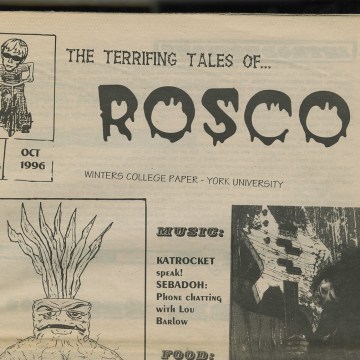 THE TERRIFING TALES OF...
ROSCO
OCT
1996
WINTERS COLLEGE PAPER - YORK UNIVERSITY
MUSIC:
KATROCKET
speak!
SEBADOH:
Phone chatting
with Lou
Barlow
FOOD: